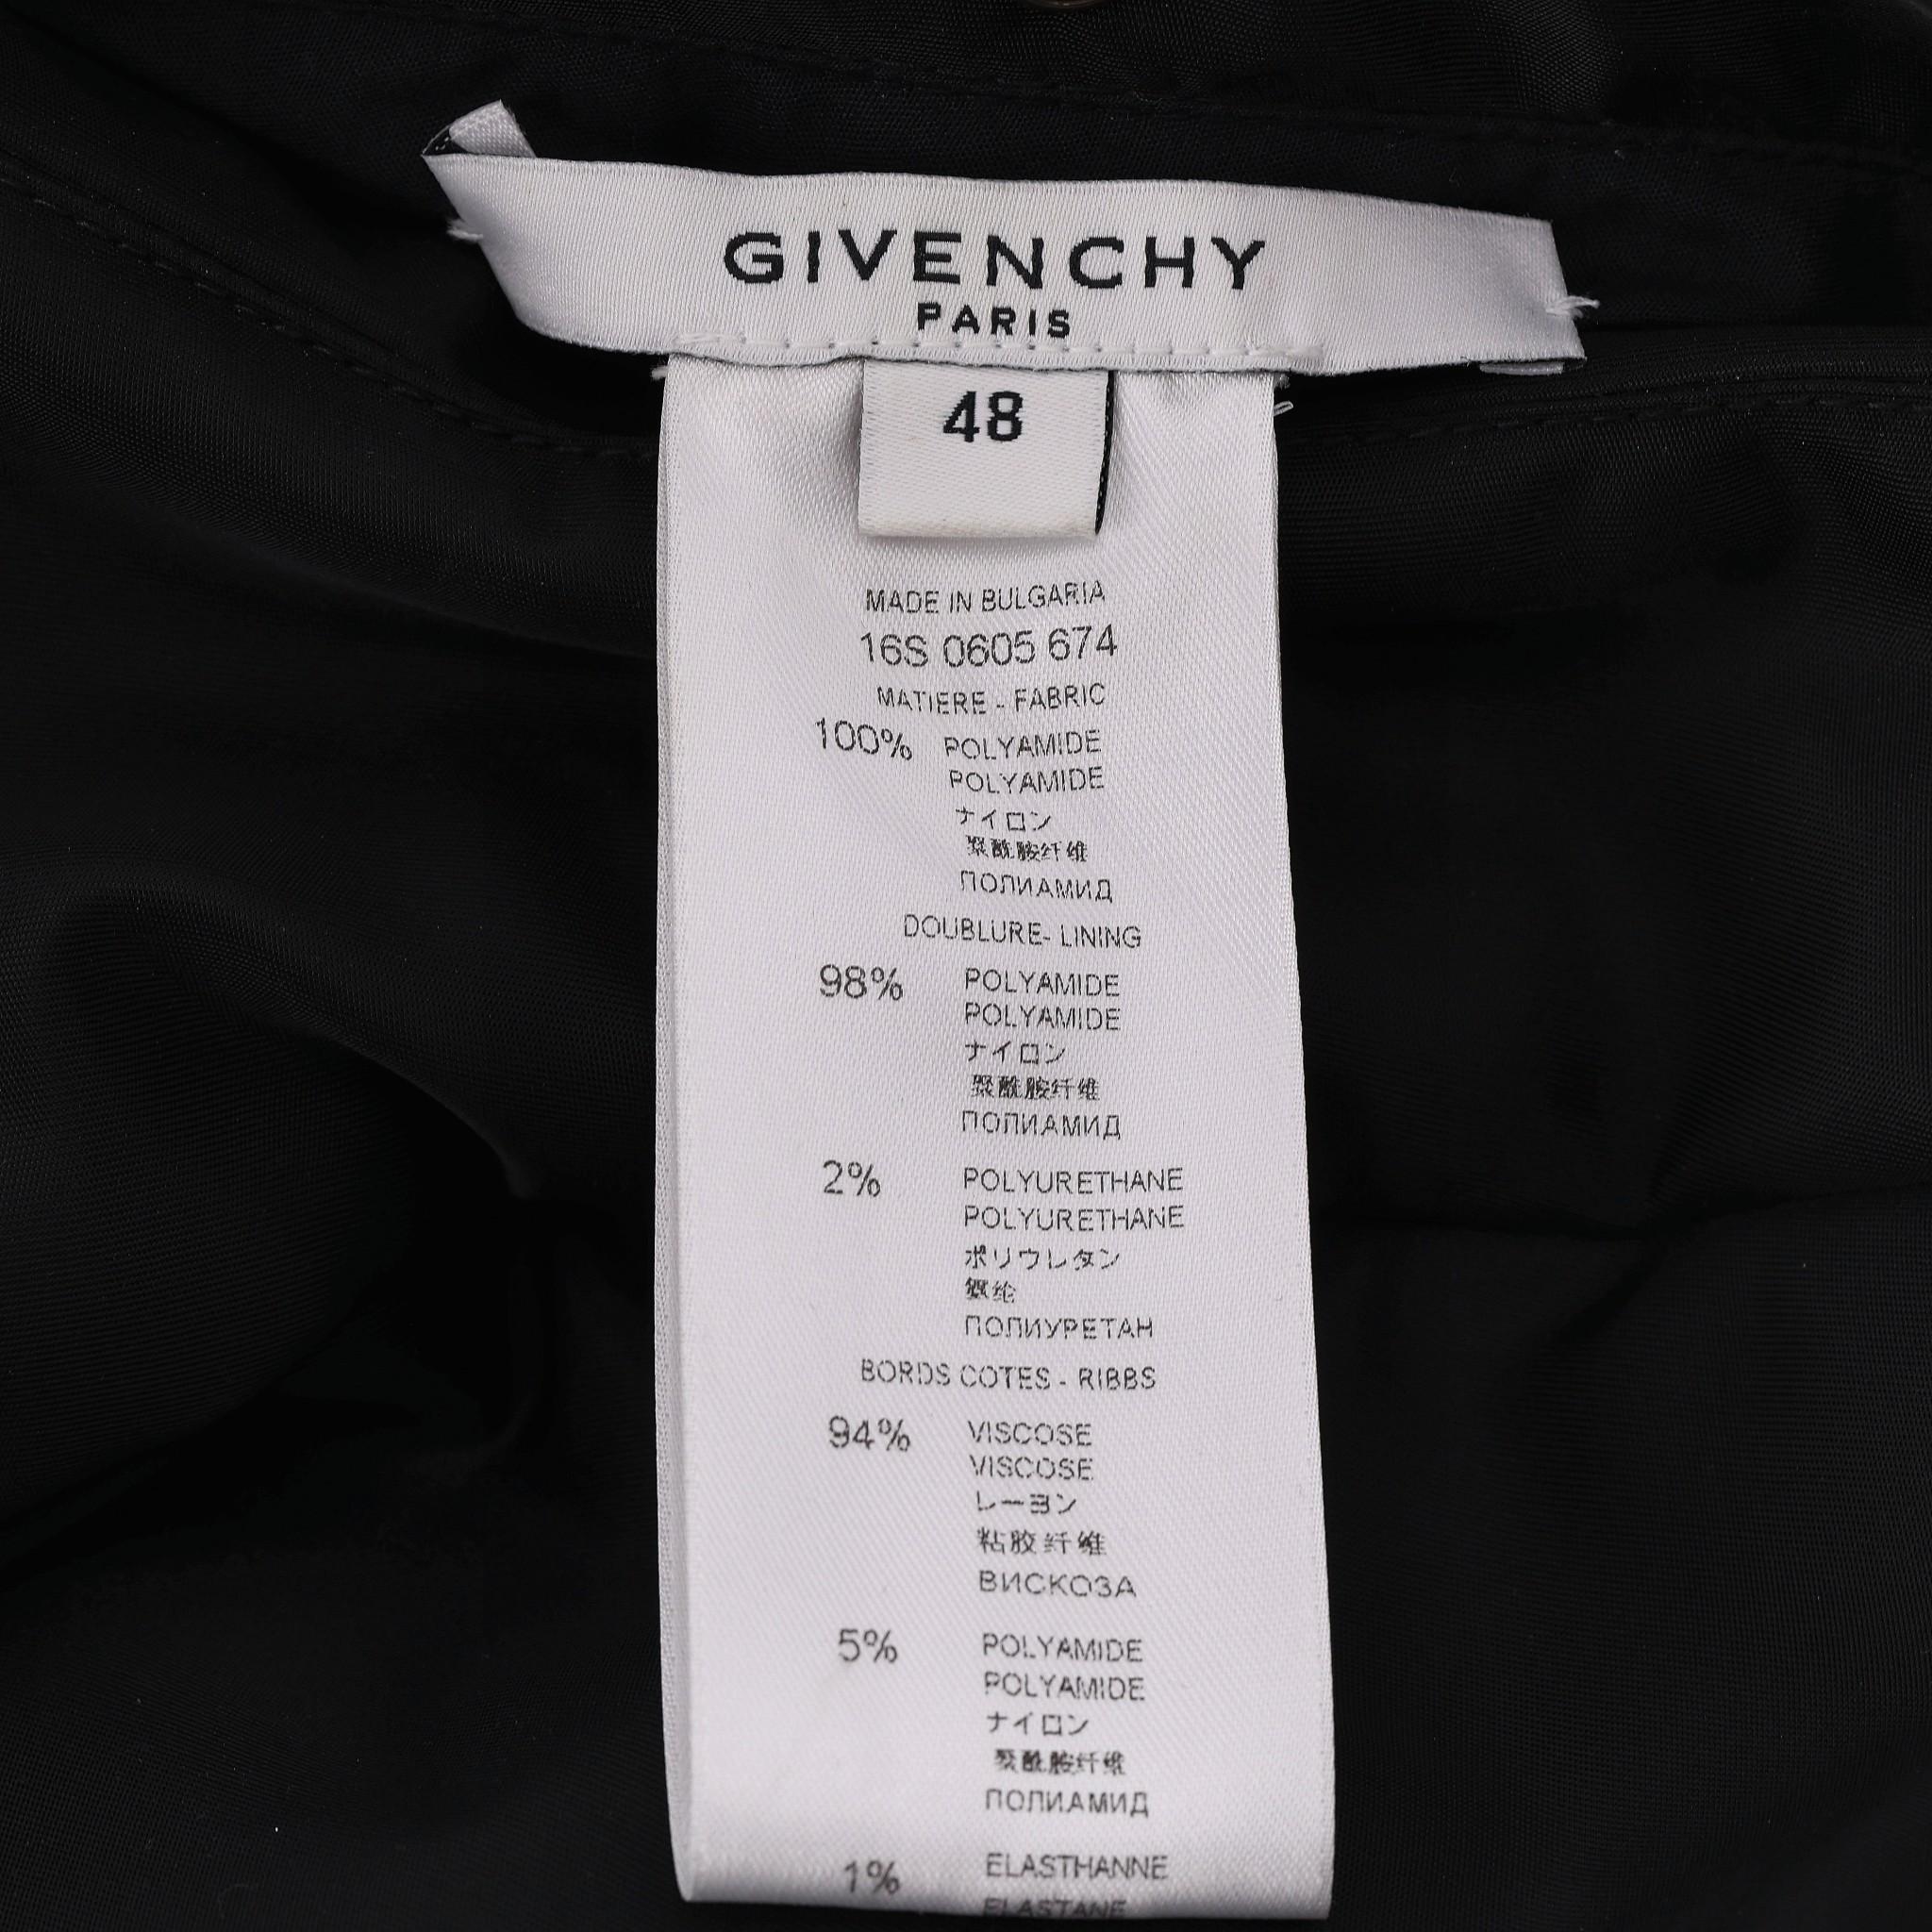 GIVENCHY
PARIS
48
MADE IN BULGARIA
16S 0605 674
MATIERE - FABRIC
100% POLYAMIDE
POLYAMIDE
ナイロン
聚酰胺纤维
ПОЛИАМИД
DOUBLURE- LINING
98% POLYAMIDE
POLYAMIDE
ナイロン
聚酰胺纤维
ПОЛИАМИД
2% POLYURETHANE
POLYURETHANE
ポリウレタン
氨纶
ПОЛИУРЕТАН
BORDS COTES - RIBBS
94% VISCOSE
VISCOSE
レーヨン
粘胶纤维
ВИСКОЗА
5% POLYAMIDE
POLYAMIDE
ナイロン
聚酰胺纤维
ПОЛИАМИД
1% ELASTHANNE
ELASTANE